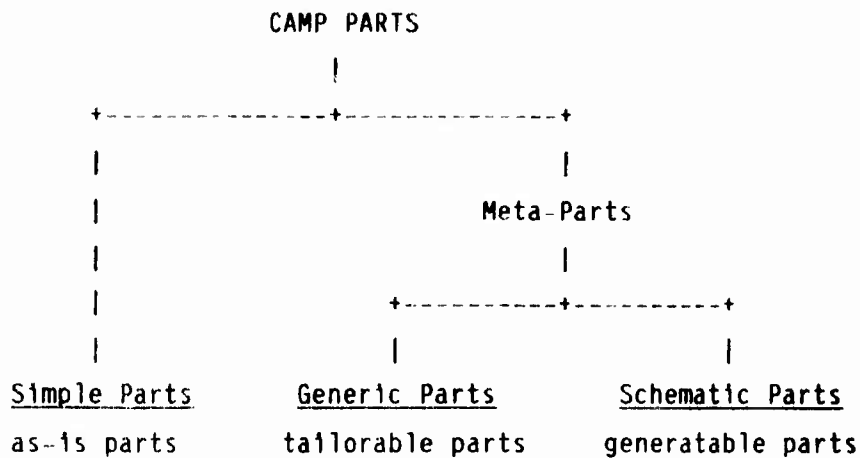 CAMP PARTS
Meta-Parts
Simple Parts Generic Parts Schematic Parts
as-is parts tailorable parts generatable parts